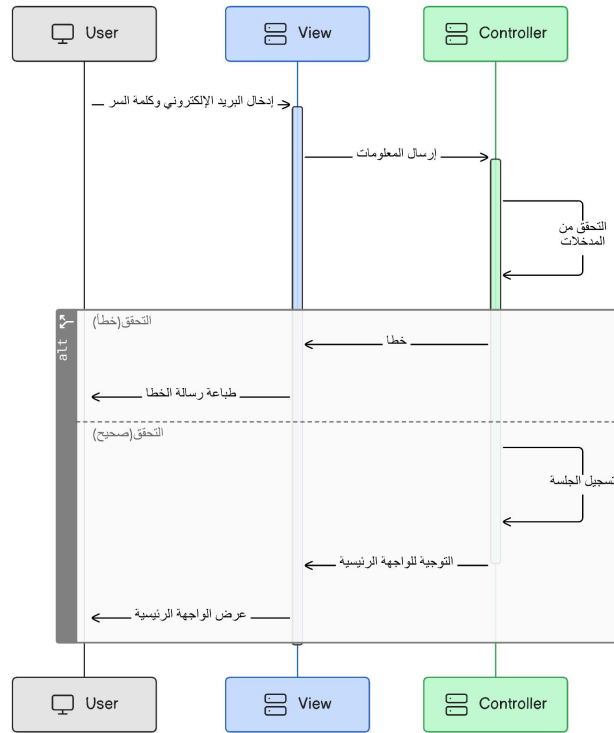 User
View
Controller
إدخال البريد الإلكتروني وكلمة السر
إرسال المعلومات
التحقق من
المدخلات
alt
التحقق(خطأ)
خطا
طباعة رسالة الخطا
التحقق(صحيح)
تسجيل الجلسة
التوجية للواجهة الرئيسية
عرض الواجهة الرئيسية
User
View
Controller